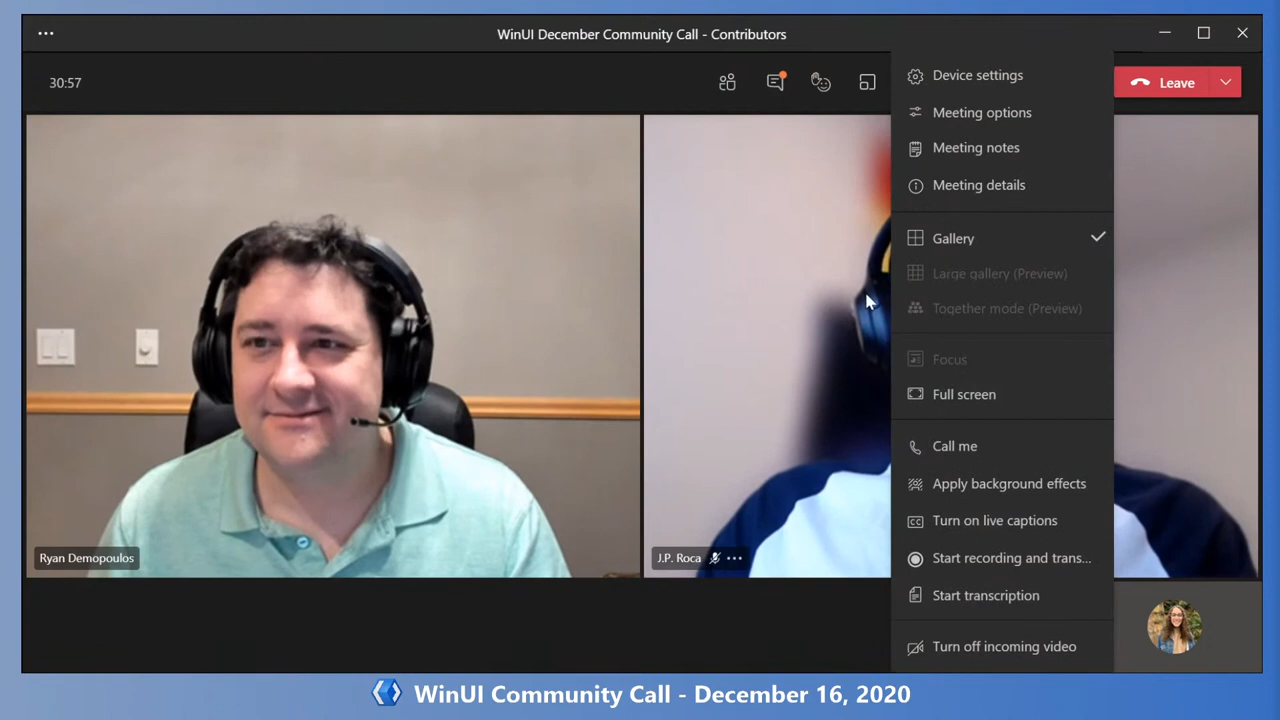 WinUI December Community Call - Contributors
30:57
Leave
Device settings
Meeting options
Meeting notes
Meeting details
Gallery
Large gallery (Preview)
Together mode (Preview)
Focus
Full screen
Call me
Apply background effects
CC Turn on live captions
Start recording and trans...
Start transcription
Turn off incoming video
Ryan Demopoulos
J.P. Roca
WinUI Community Call - December 16, 2020